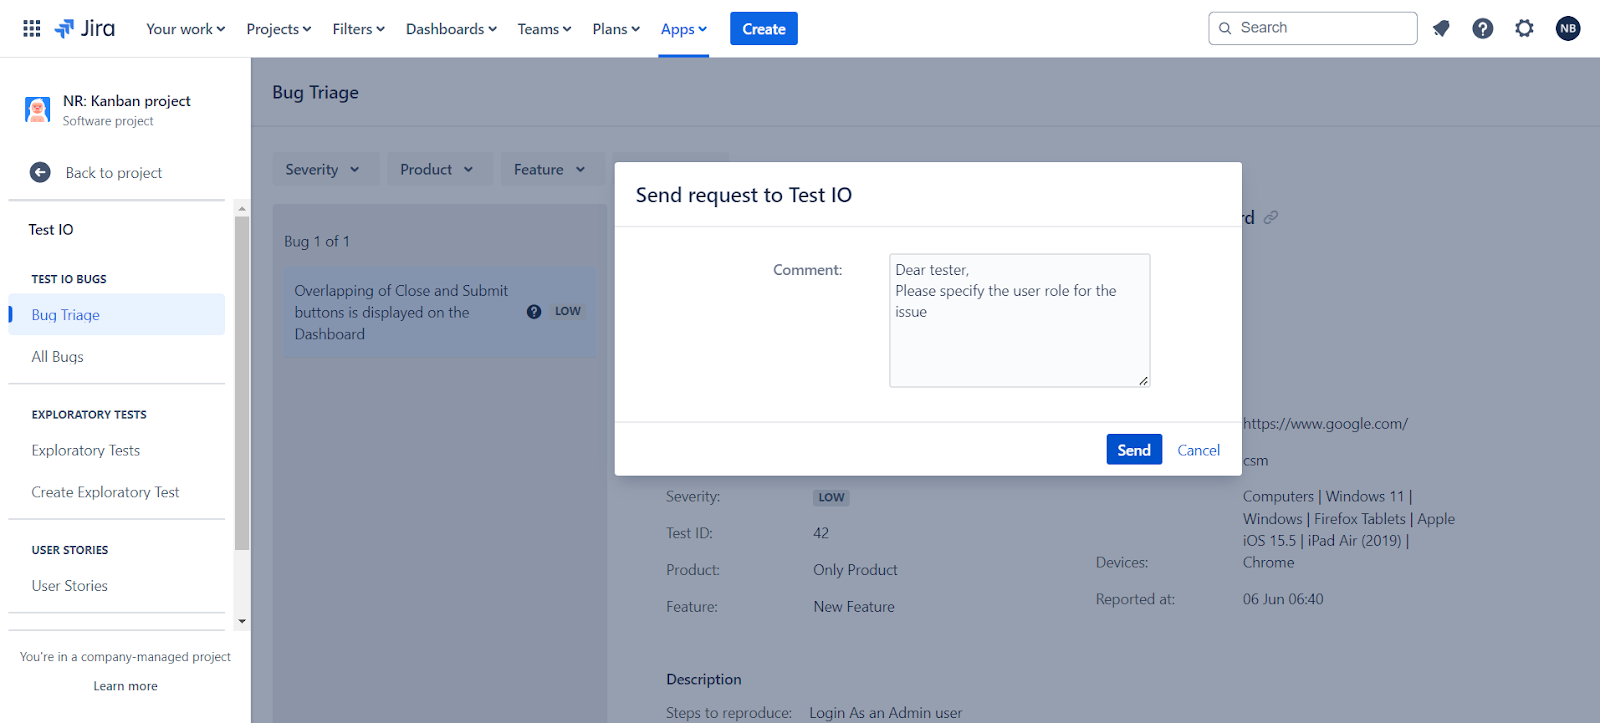 Jira
Your work
Projects
Filters
Dashboards
Teams
Plans
Apps
Create
Search
NB
NR: Kanban project
Software project
Back to project
Test IO
TEST IO BUGS
Bug Triage
All Bugs
EXPLORATORY TESTS
Exploratory Tests
Create Exploratory Test
USER STORIES
User Stories
You're in a company-managed project
Learn more
Bug Triage
Severity
Product
Feature
Bug 1 of 1
Overlapping of Close and Submit
buttons is displayed on the
Dashboard
LOW
Send request to Test IO
Comment:
Dear tester,
Please specify the user role for the
issue
Send
Cancel
rd
https://www.google.com/
csm
Severity:
LOW
Test ID:
42
Product:
Only Product
Feature:
New Feature
Devices:
Computers | Windows 11 |
Windows | Firefox Tablets | Apple
iOS 15.5 | iPad Air (2019) |
Chrome
Reported at:
06 Jun 06:40
Description
Steps to reproduce:
Login As an Admin user